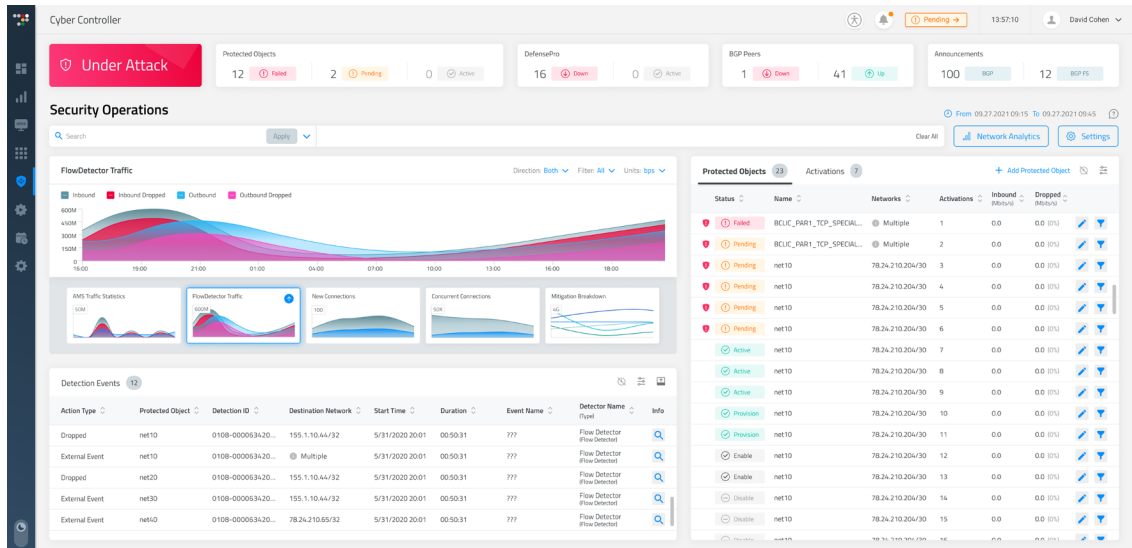 Cyber Controller
Pending →
13:57:10
David Cohen
Under Attack
Protected Objects
12 Failed 2 Pending 0 Active
DefensePro
16 Down 0 Active
BGP Peers
1 Down 41 Up
Announcements
100 BGP 12 BGP FS
Security Operations
From 09.27.2021 09:15 To 09.27.2021 09:45
Search
Apply
Clear All
Network Analytics
Settings
FlowDetector Traffic
Direction: Both Filter: All Units: bps
Inbound Inbound Dropped Outbound Outbound Dropped
600M
450M
300M
150M
0
16:00 19:00 21:00 01:00 04:00 07:00 10:00 13:00 16:00 18:00
AMS Traffic Statistics
50M
FlowDetector Traffic
600M
New Connections
100
Concurrent Connections
50K
Mitigation Breakdown
4G
Detection Events 12
Action Type Protected Object Detection ID Destination Network Start Time Duration Event Name Detector Name (Type) Info
Dropped net10 0108-000063420... 155.1.10.44/32 5/31/2020 20:01 00:50:31 ??? Flow Detector (Flow Detector)
External Event net10 0108-000063420... Multiple 5/31/2020 20:01 00:50:31 ??? Flow Detector (Flow Detector)
Dropped net20 0108-000063420... 155.1.10.44/32 5/31/2020 20:01 00:50:31 ??? Flow Detector (Flow Detector)
External Event net30 0108-000063420... 155.1.10.44/32 5/31/2020 20:01 00:50:31 ??? Flow Detector (Flow Detector)
External Event net40 0108-000063420... 78.24.210.65/32 5/31/2020 20:01 00:50:31 ??? Flow Detector (Flow Detector)
Protected Objects 23 Activations 7
+ Add Protected Object
Status Name Networks Activations Inbound (Mbits/s) Dropped (Mbits/s)
Failed BCLIC_PAR1_TCP_SPECIAL... Multiple 1 0.0 0.0 (0%)
Pending BCLIC_PAR1_TCP_SPECIAL... Multiple 2 0.0 0.0 (0%)
Pending net10 78.24.210.204/30 3 0.0 0.0 (0%)
Pending net10 78.24.210.204/30 4 0.0 0.0 (0%)
Pending net10 78.24.210.204/30 5 0.0 0.0 (0%)
Pending net10 78.24.210.204/30 6 0.0 0.0 (0%)
Active net10 78.24.210.204/30 7 0.0 0.0 (0%)
Active net10 78.24.210.204/30 8 0.0 0.0 (0%)
Active net10 78.24.210.204/30 9 0.0 0.0 (0%)
Provision net10 78.24.210.204/30 10 0.0 0.0 (0%)
Provision net10 78.24.210.204/30 11 0.0 0.0 (0%)
Enable net10 78.24.210.204/30 12 0.0 0.0 (0%)
Enable net10 78.24.210.204/30 13 0.0 0.0 (0%)
Disable net10 78.24.210.204/30 14 0.0 0.0 (0%)
Disable net10 78.24.210.204/30 15 0.0 0.0 (0%)